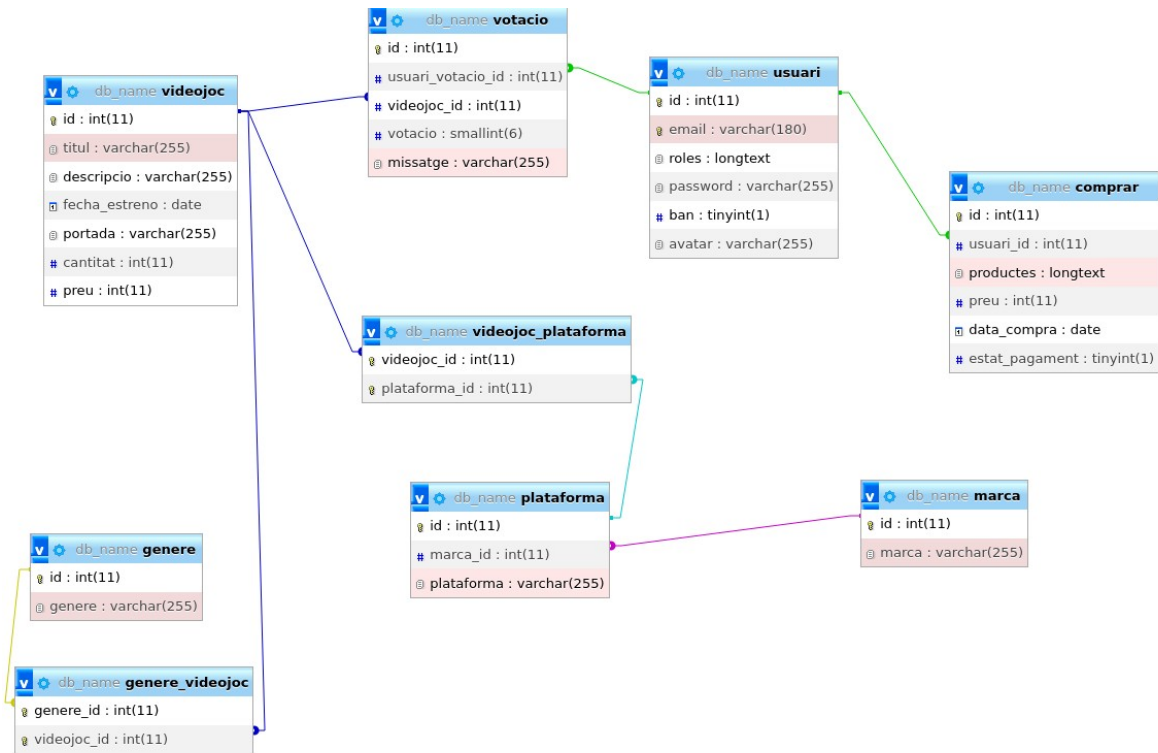 db_name votacio
id : int(11)
usuari_votacio_id : int(11)
videojoc_id : int(11)
votacio : smallint(6)
missatge : varchar(255)
db_name usuari
id : int(11)
email : varchar(180)
roles : longtext
password : varchar(255)
ban : tinyint(1)
avatar : varchar(255)
db_name videojoc
id : int(11)
titul : varchar(255)
descripcio : varchar(255)
fecha_estreno : date
portada : varchar(255)
cantitat : int(11)
preu : int(11)
db_name comprar
id : int(11)
usuari_id : int(11)
productes : longtext
preu : int(11)
data_compra : date
estat_pagament : tinyint(1)
db_name videojoc_plataforma
videojoc_id : int(11)
plataforma_id : int(11)
db_name plataforma
id : int(11)
marca_id : int(11)
plataforma : varchar(255)
db_name marca
id : int(11)
marca : varchar(255)
db_name genere
id : int(11)
genere : varchar(255)
db_name genere_videojoc
genere_id : int(11)
videojoc_id : int(11)